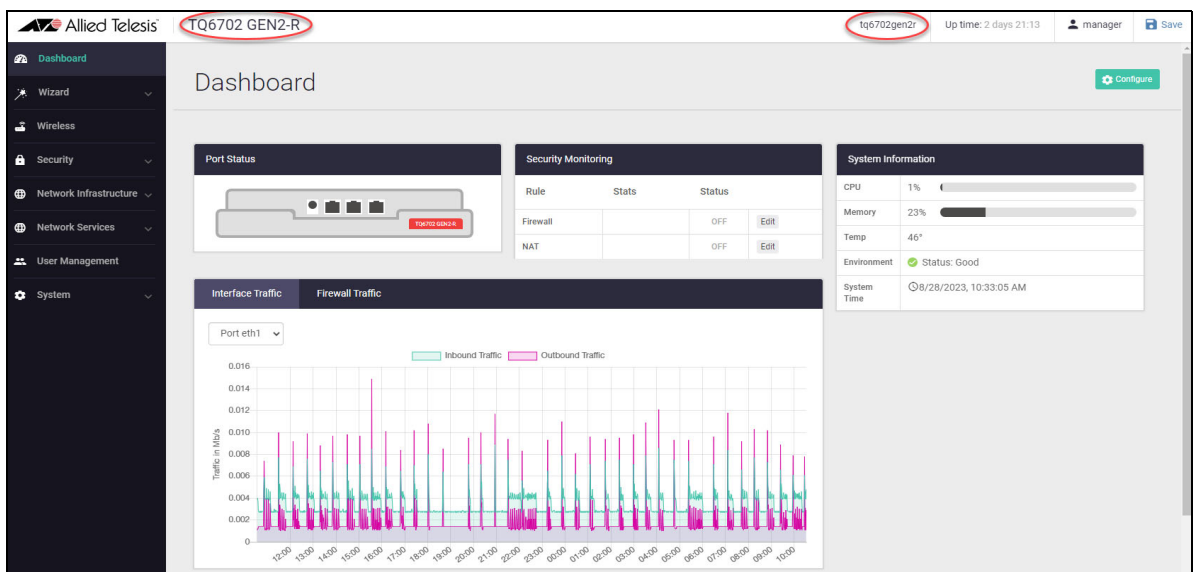 Allied Telesis
TQ6702 GEN2-R
tq6702gen2r
Up time: 2 days 21:13
manager
Save
Dashboard
Wizard
Wireless
Security
Network Infrastructure
Network Services
User Management
System
Dashboard
Configure
Port Status
TQ6702 GEN2-R
Security Monitoring
Rule Stats Status
Firewall OFF Edit
NAT OFF Edit
System Information
CPU 1%
Memory 23%
Temp 46°
Environment Status: Good
System Time 8/28/2023, 10:33:05 AM
Interface Traffic Firewall Traffic
Port eth1
Inbound Traffic Outbound Traffic
Traffic in Mb/s
0.016
0.014
0.012
0.010
0.008
0.006
0.004
0.002
0
12:00 13:00 14:00 15:00 16:00 17:00 18:00 19:00 20:00 21:00 22:00 23:00 00:00 01:00 02:00 03:00 04:00 05:00 06:00 07:00 08:00 09:00 10:00